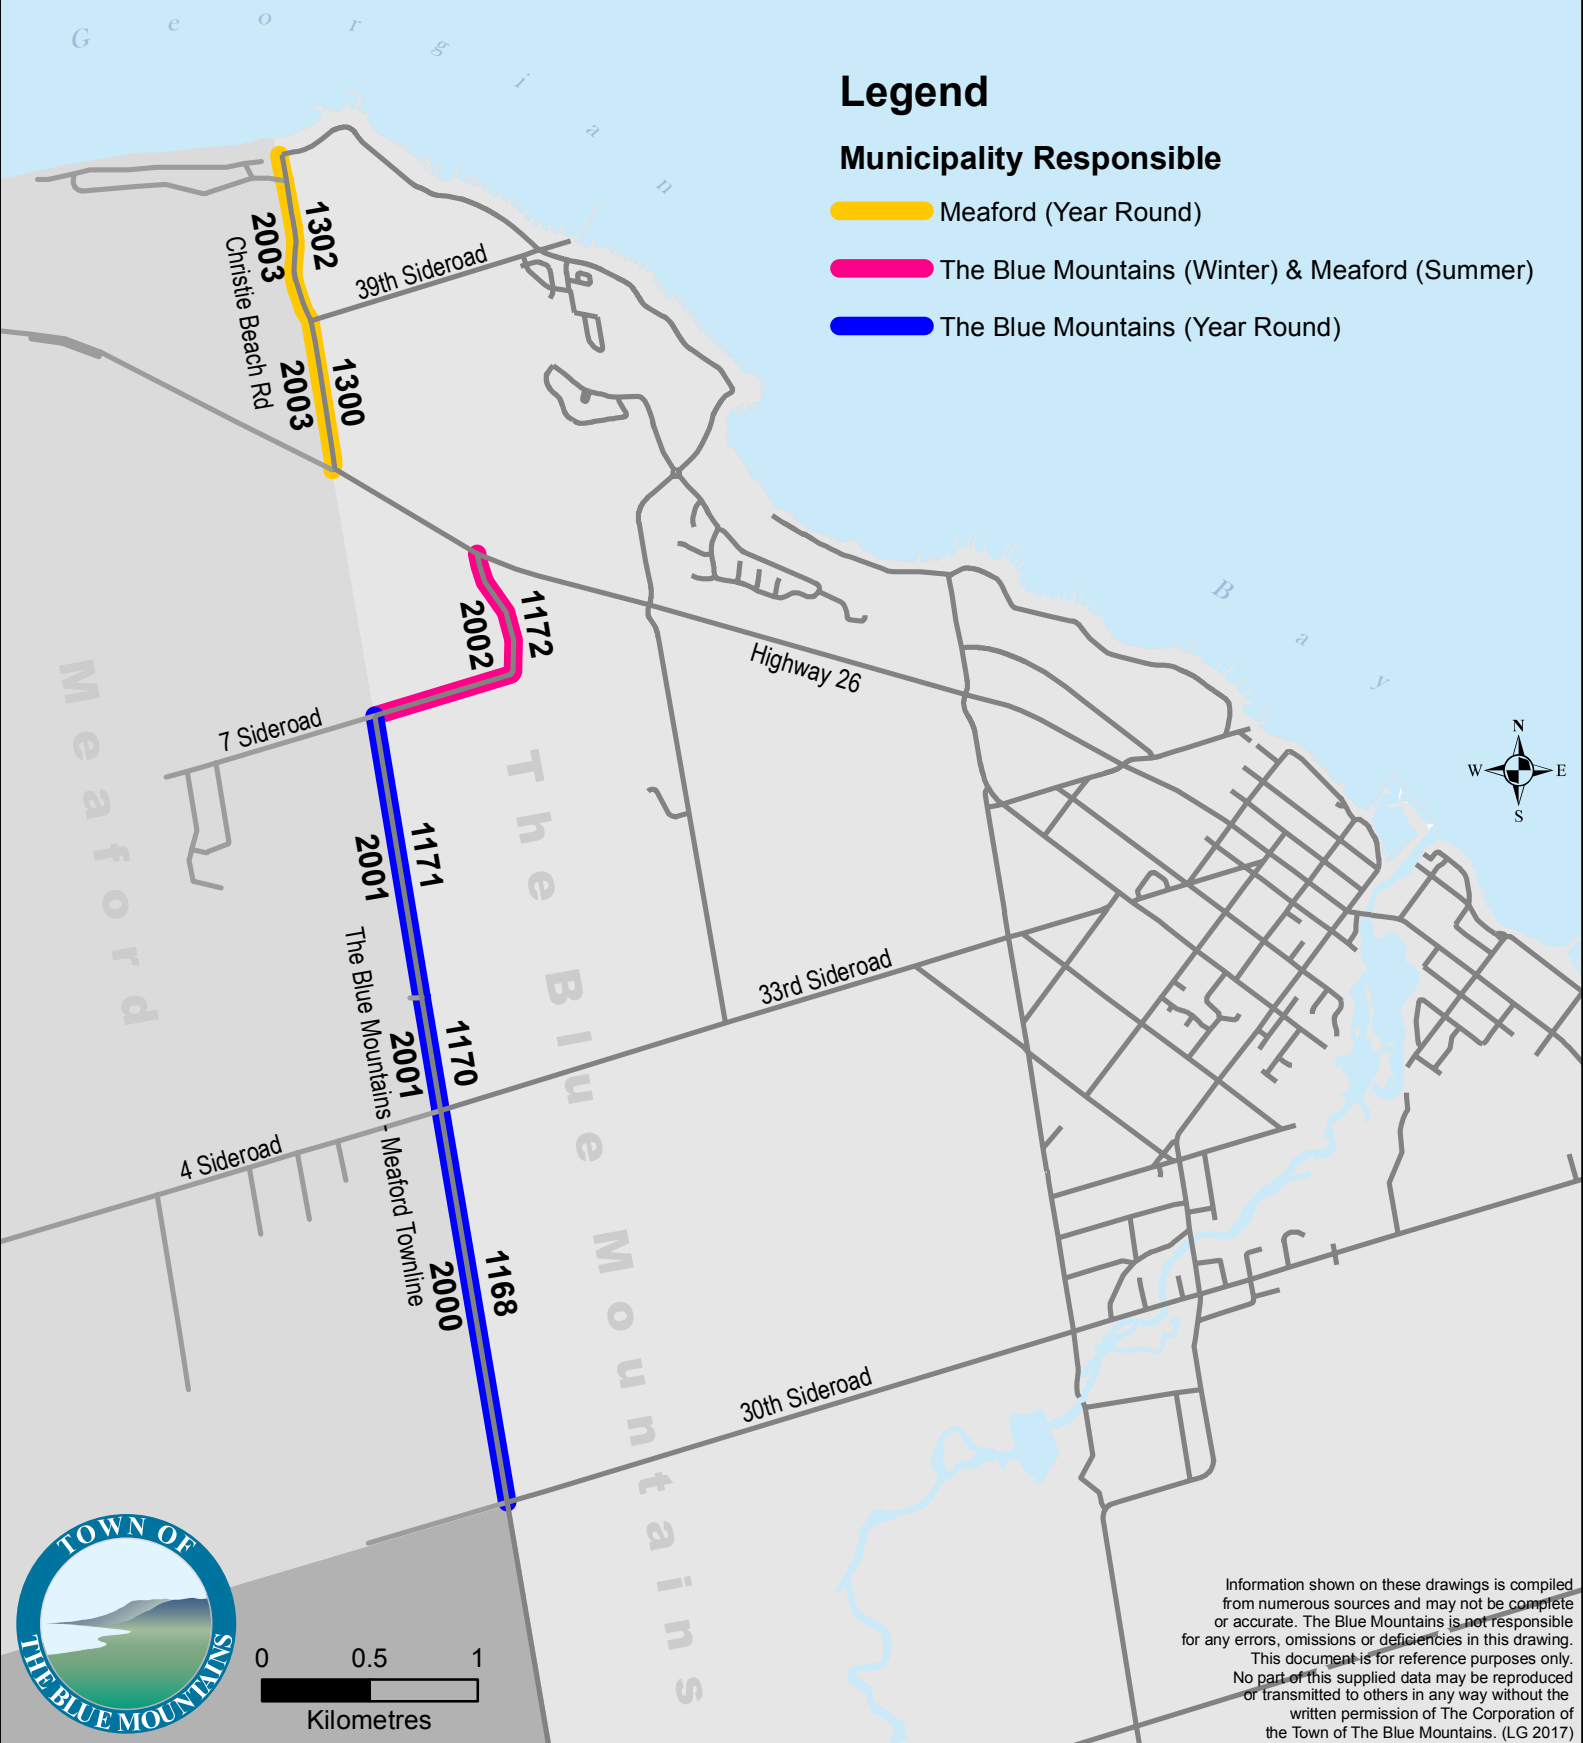 Georgian
Bay
Legend
Municipality Responsible
Meaford (Year Round)
The Blue Mountains (Winter) & Meaford (Summer)
The Blue Mountains (Year Round)
1302
2003
Christie Beach Rd
39th Sideroad
1300
2003
1172
2002
Highway 26
7 Sideroad
Meaford
The Blue Mountains
N
W
E
S
1171
2001
The Blue Mountains - Meaford Townline
33rd Sideroad
1170
2001
4 Sideroad
1168
2000
30th Sideroad
TOWN OF
THE BLUE MOUNTAINS
0 0.5 1
Kilometres
Information shown on these drawings is compiled
from numerous sources and may not be complete
or accurate. The Blue Mountains is not responsible
for any errors, omissions or deficiencies in this drawing.
This document is for reference purposes only.
No part of this supplied data may be reproduced
or transmitted to others in any way without the
written permission of The Corporation of
the Town of The Blue Mountains. (LG 2017)